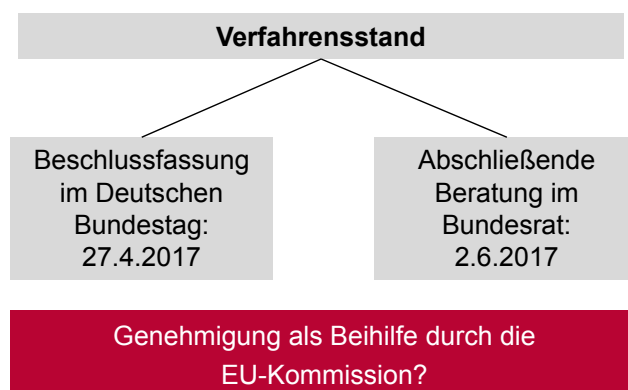 Verfahrensstand
Beschlussfassung
im Deutschen
Bundestag:
27.4.2017
Abschließende
Beratung im
Bundesrat:
2.6.2017
Genehmigung als Beihilfe durch die
EU-Kommission?